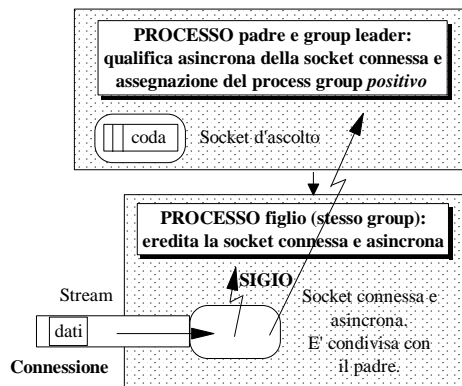 PROCESSO padre e group leader:
qualifica asincrona della socket connessa e
assegnazione del process group positivo
coda
Socket d'ascolto
PROCESSO figlio (stesso group):
eredita la socket connessa e asincrona
SIGIO
Stream
dati
Connessione
Socket connessa e
asincrona.
E' condivisa con
il padre.